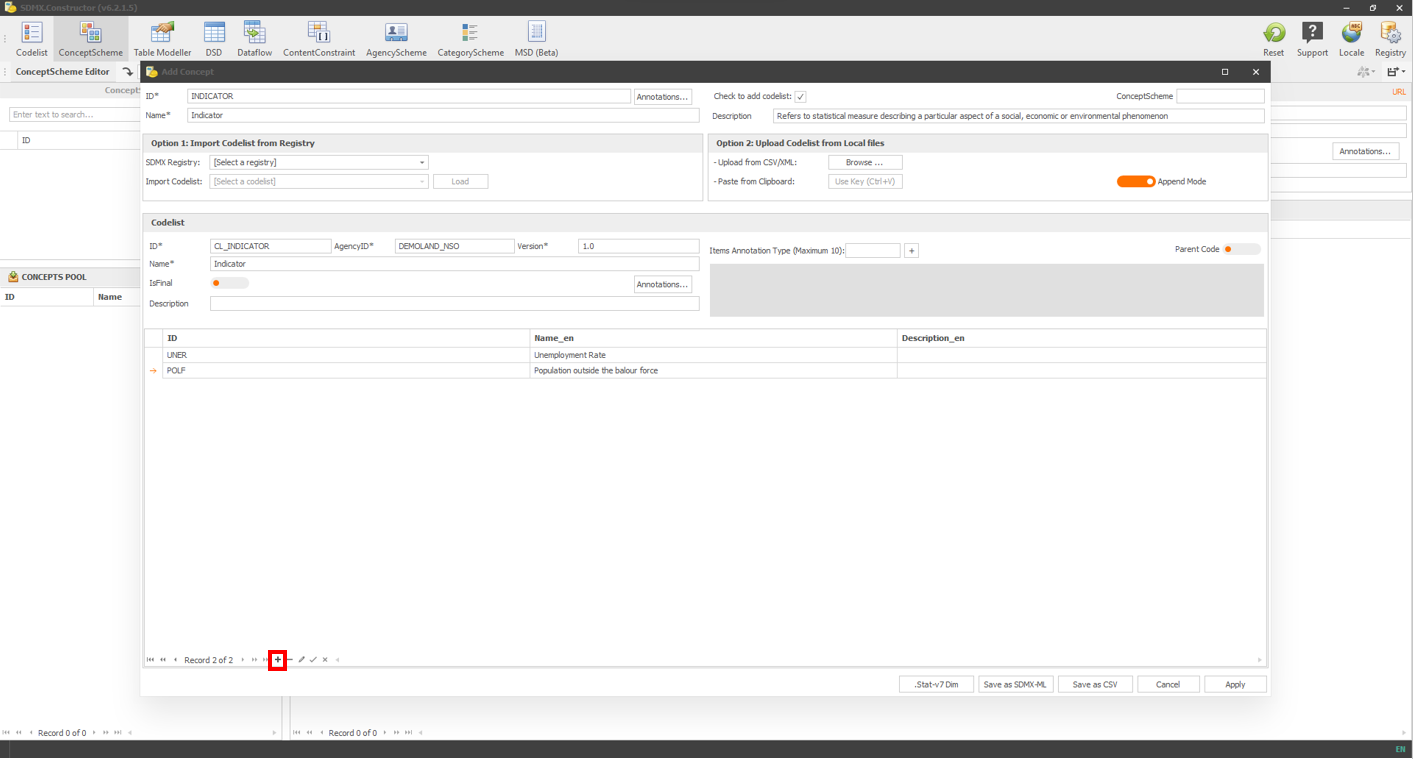 SDMX.Constructor (v6.2.1.5)
Codelist
ConceptScheme
Table Modeller
DSD
Dataflow
ContentConstraint
AgencyScheme
CategoryScheme
MSD (Beta)
Reset
Support
Locale
Registry
ConceptScheme Editor
Add Concept
URL
Enter text to search...
ID
Annotations...
CONCEPTS POOL
ID Name
ID* INDICATOR Annotations... Check to add codelist: ConceptScheme
Name* Indicator Description Refers to statistical measure describing a particular aspect of a social, economic or environmental phenomenon
Option 1: Import Codelist from Registry
SDMX Registry: [Select a registry]
Import Codelist: [Select a codelist] Load
Option 2: Upload Codelist from Local files
- Upload from CSV/XML: Browse ...
- Paste from Clipboard: Use Key (Ctrl+V) Append Mode
Codelist
ID* CL_INDICATOR AgencyID* DEMOLAND_NSO Version* 1.0
Name* Indicator
IsFinal Annotations...
Description
Items Annotation Type (Maximum 10): + Parent Code
ID Name_en Description_en
UNER Unemployment Rate
POLF Population outside the balour force
Record 2 of 2
.Stat-v7 Dim Save as SDMX-ML Save as CSV Cancel Apply
Record 0 of 0
Record 0 of 0
EN